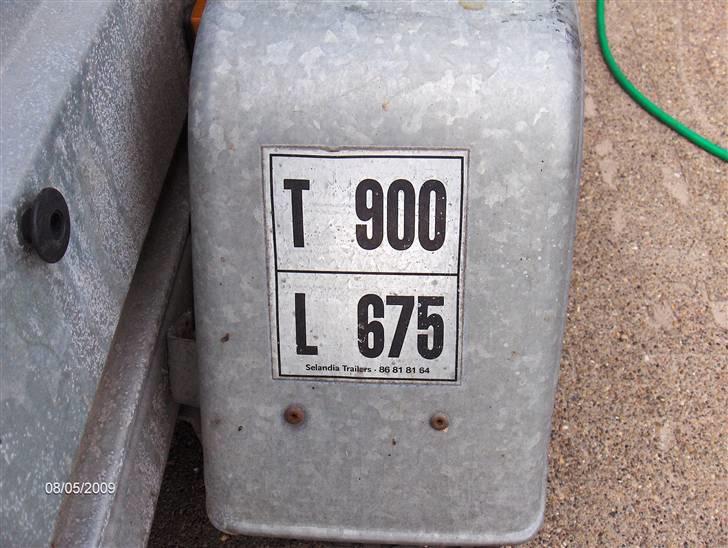 T 900
L 675
Selandia Trailers - 86 81 81 64
08/05/2009